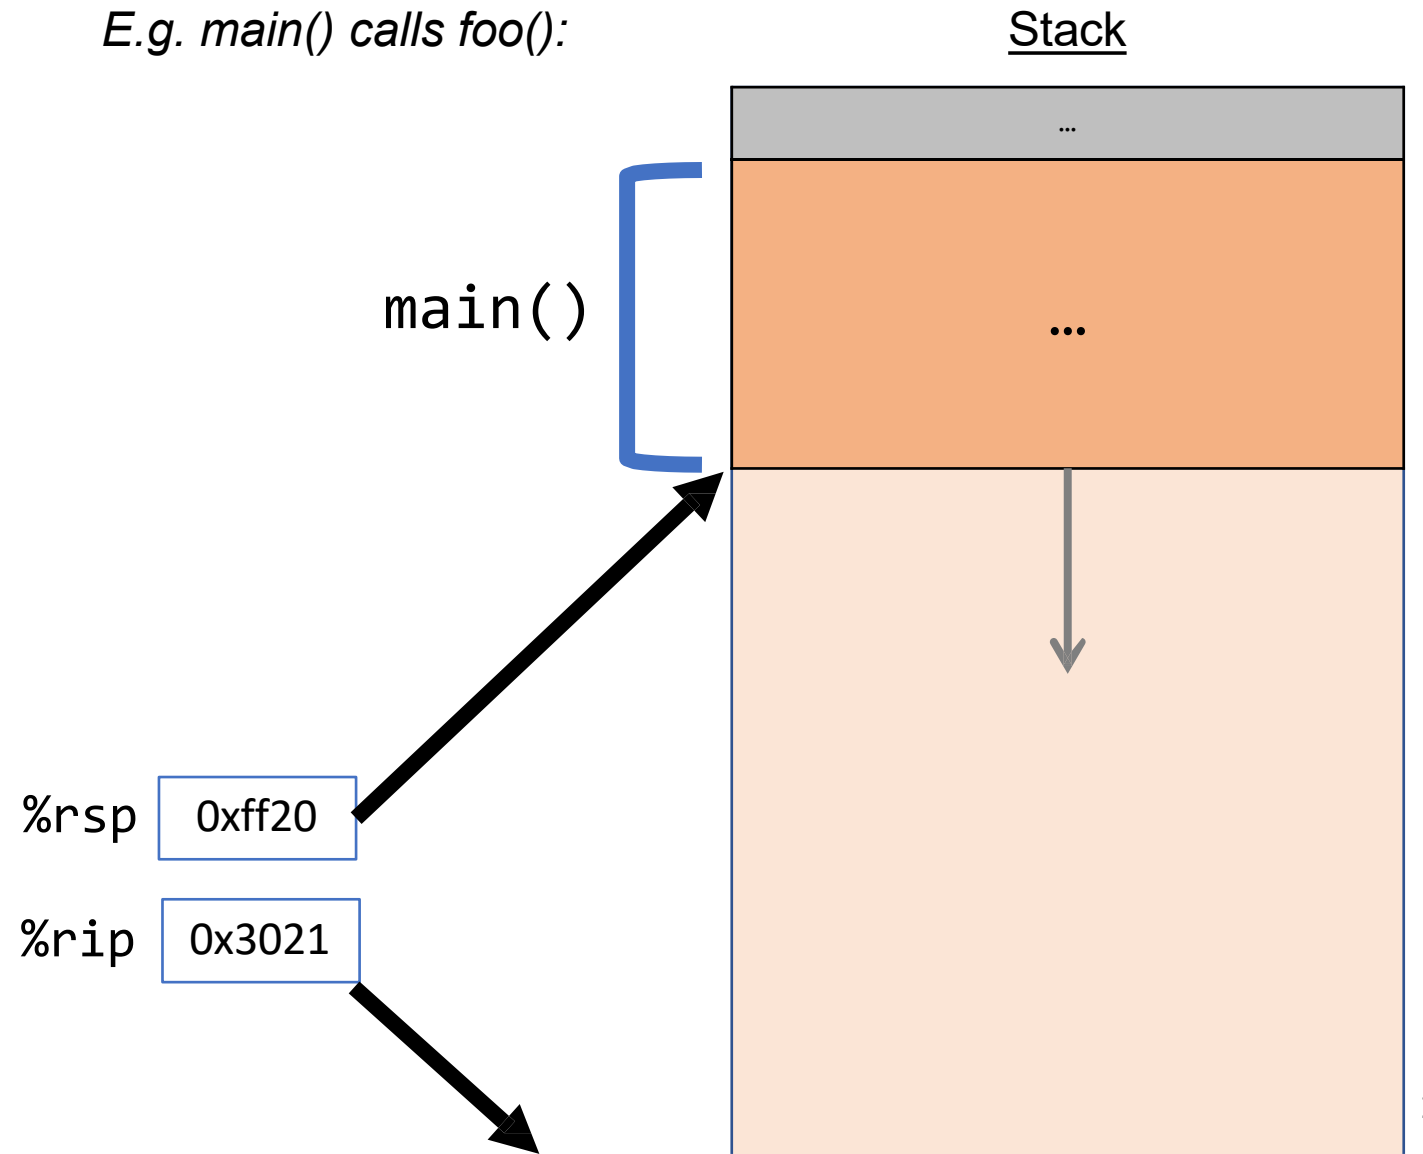 E.g. main() calls foo():
Stack
...
main()
...
%rsp 0xff20
%rip 0x3021